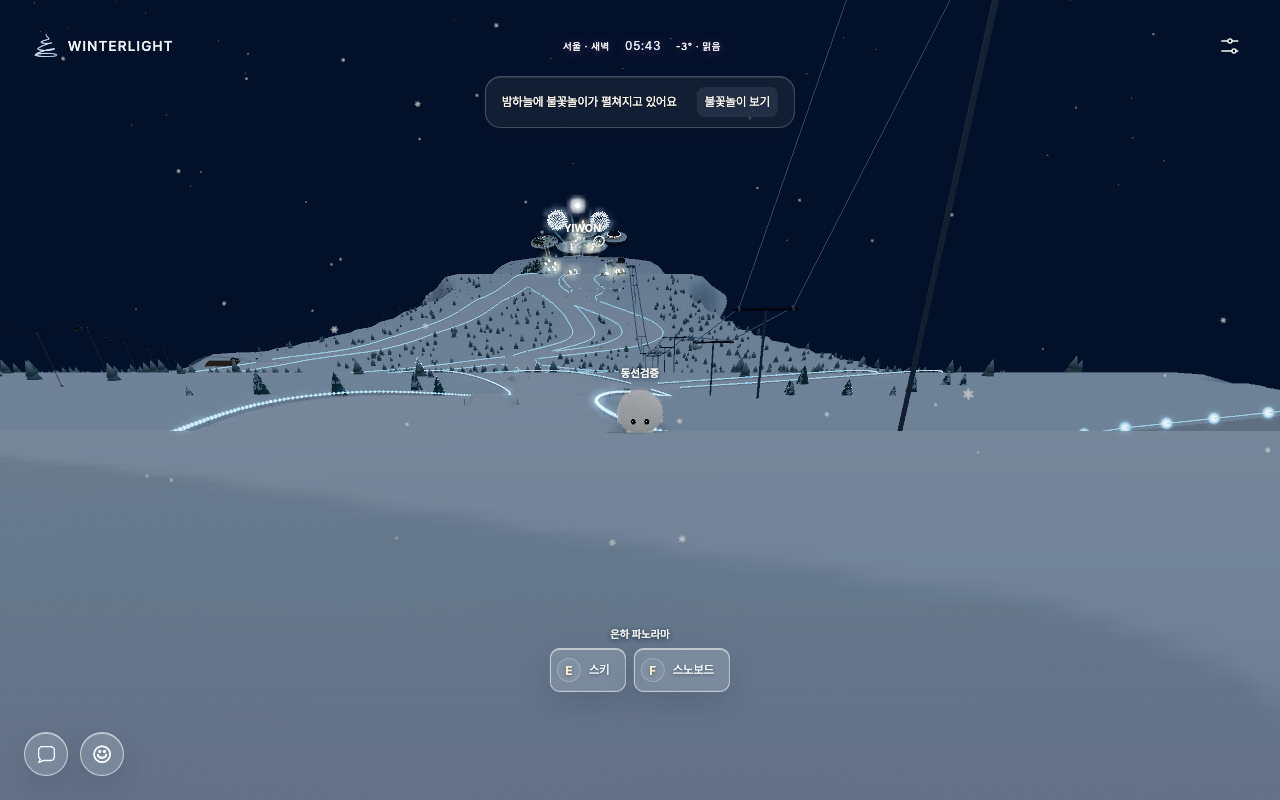 WINTERLIGHT
서울 · 새벽 05:43 -3° · 맑음
밤하늘에 불꽃놀이가 펼쳐지고 있어요 불꽃놀이 보기
YIWON
동선검증
은하 파노라마
E 스키 F 스노보드